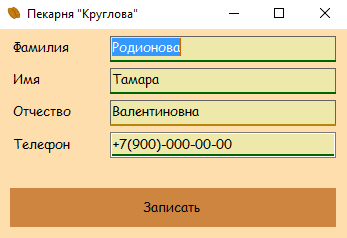 Пекарня "Круглова"
Фамилия Родионова
Имя Тамара
Отчество Валентиновна
Телефон +7(900)-000-00-00
Записать